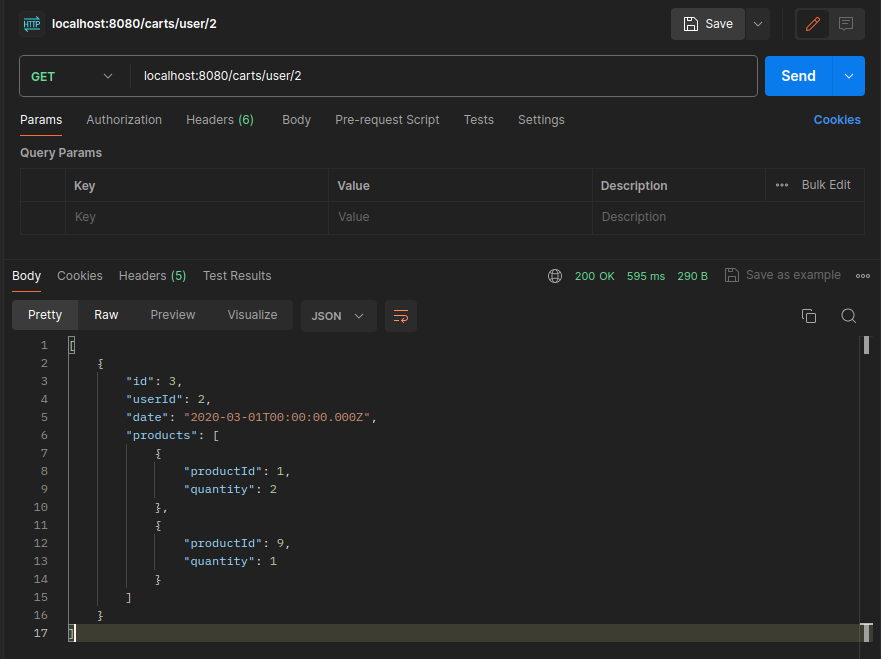 HTTP localhost:8080/carts/user/2 Save
GET localhost:8080/carts/user/2 Send
Params Authorization Headers (6) Body Pre-request Script Tests Settings Cookies
Query Params
Key Value Description Bulk Edit
Key Value Description
Body Cookies Headers (5) Test Results 200 OK 595 ms 290 B Save as example
Pretty Raw Preview Visualize JSON
1 [
2 {
3 "id": 3,
4 "userId": 2,
5 "date": "2020-03-01T00:00:00.000Z",
6 "products": [
7 {
8 "productId": 1,
9 "quantity": 2
10 },
11 {
12 "productId": 9,
13 "quantity": 1
14 }
15 ]
16 }
17 ]